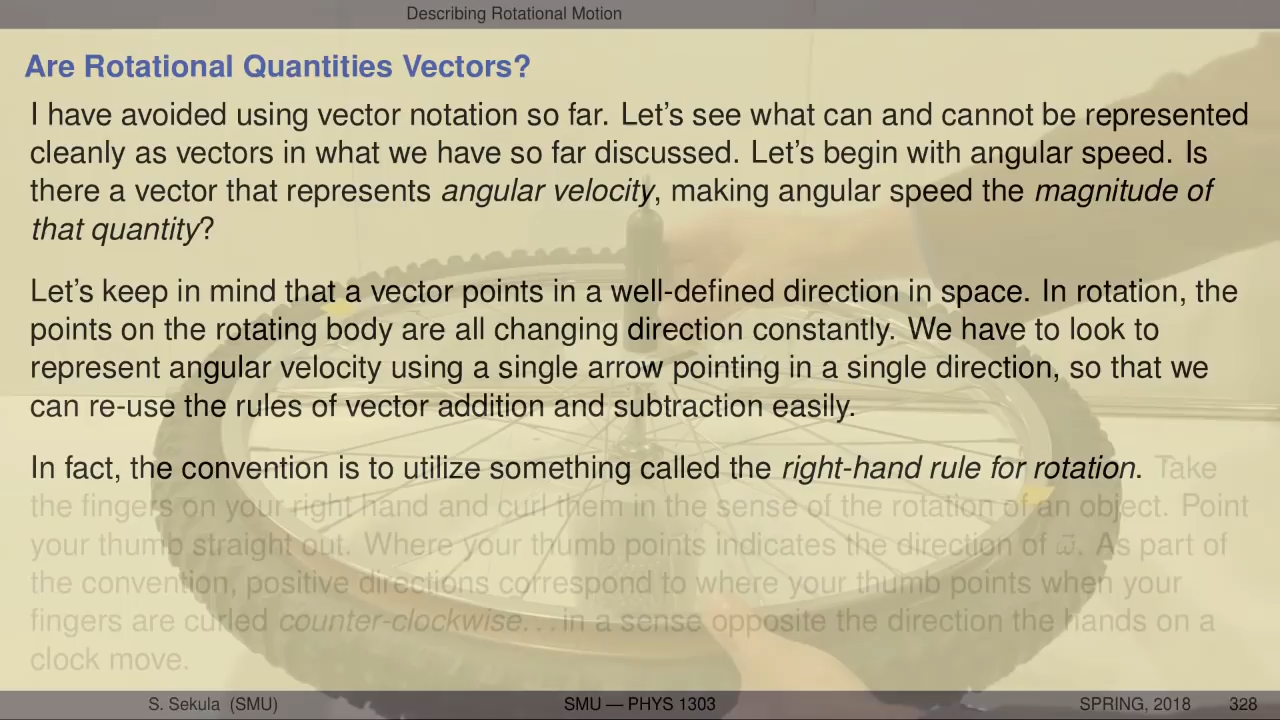 Describing Rotational Motion
Are Rotational Quantities Vectors?
I have avoided using vector notation so far. Let's see what can and cannot be represented
cleanly as vectors in what we have so far discussed. Let's begin with angular speed. Is
there a vector that represents angular velocity, making angular speed the magnitude of
that quantity?
Let's keep in mind that a vector points in a well-defined direction in space. In rotation, the
points on the rotating body are all changing direction constantly. We have to look to
represent angular velocity using a single arrow pointing in a single direction, so that we
can re-use the rules of vector addition and subtraction easily.
In fact, the convention is to utilize something called the right-hand rule for rotation. Take
the fingers on your right hand and curl them in the sense of the rotation of an object. Point
your thumb straight out. Where your thumb points indicates the direction of ω⃗. As part of
the convention, positive directions correspond to where your thumb points when your
fingers are curled counter-clockwise...in a sense opposite the direction the hands on a
clock move.
S. Sekula (SMU) SMU — PHYS 1303 SPRING, 2018 328